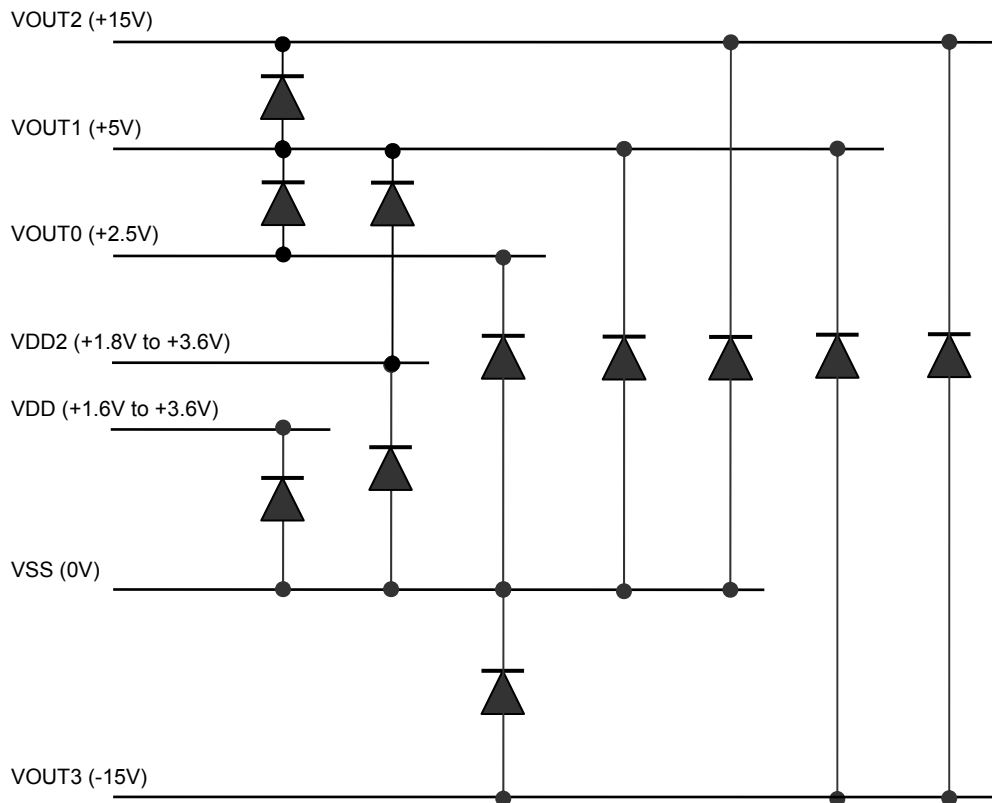 VOUT2 (+15V)
VOUT1 (+5V)
VOUT0 (+2.5V)
VDD2 (+1.8V to +3.6V)
VDD (+1.6V to +3.6V)
VSS (0V)
VOUT3 (-15V)